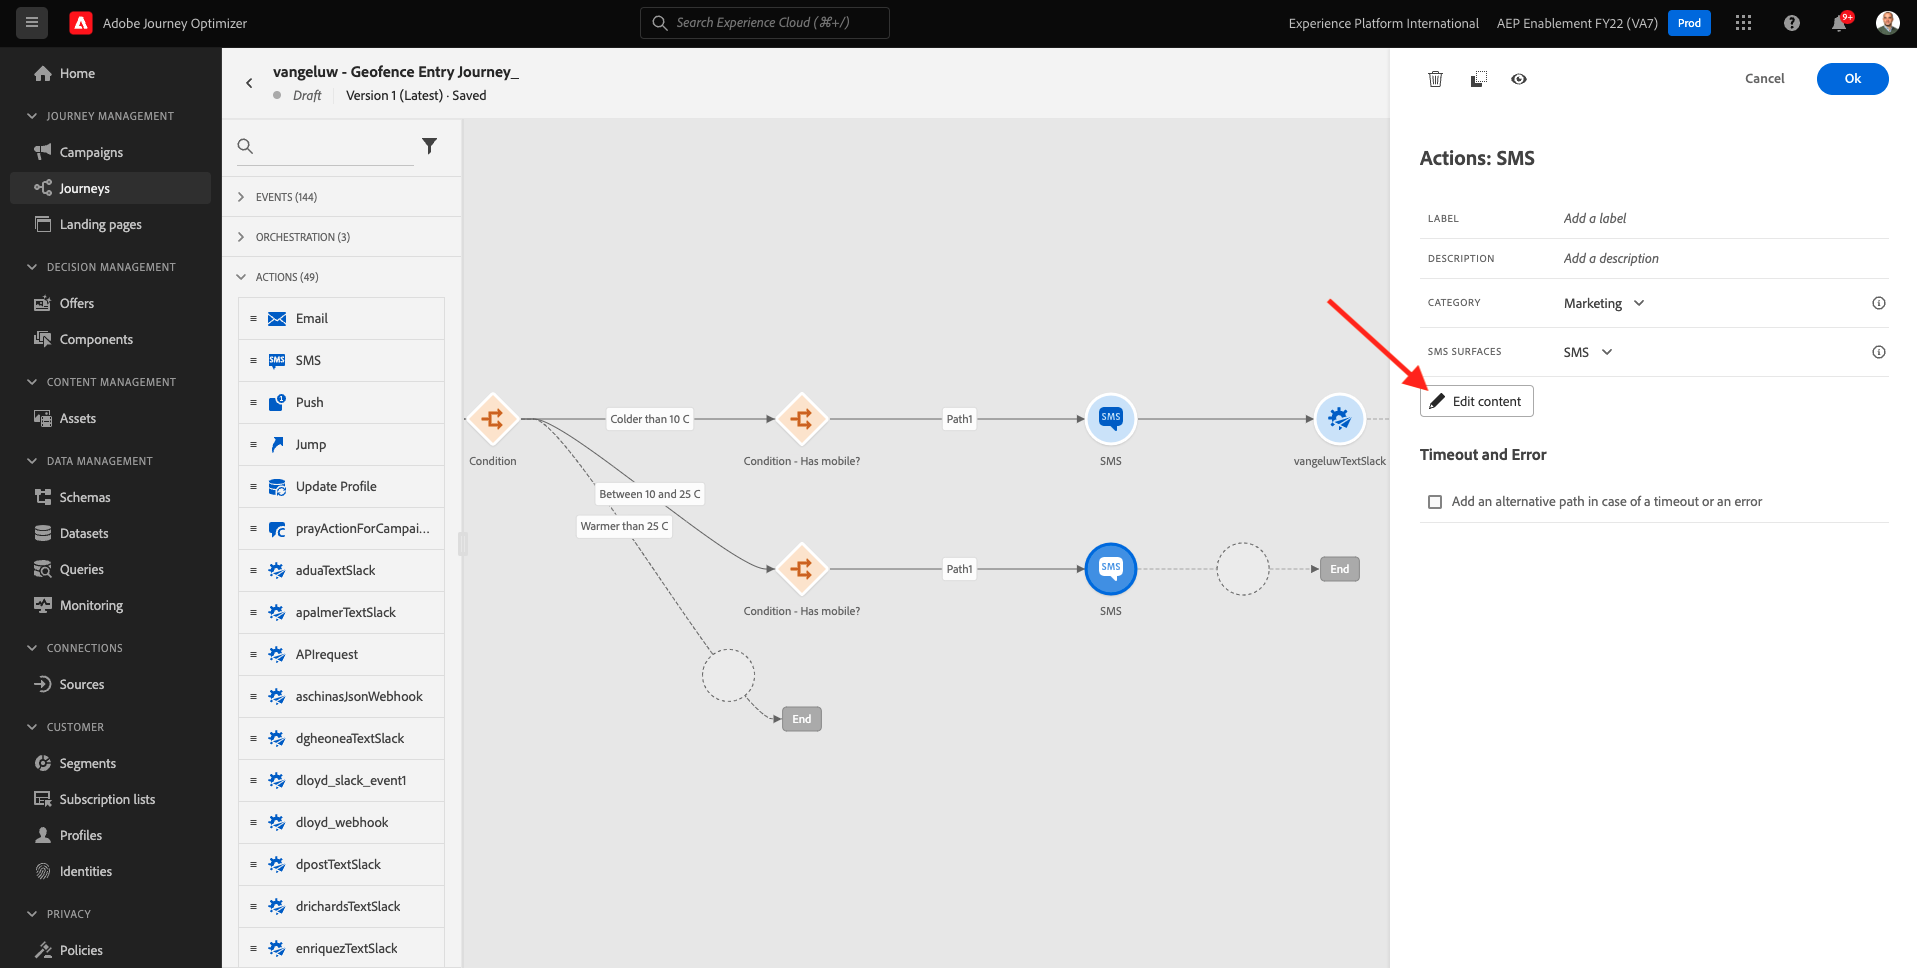 Adobe Journey Optimizer
Search Experience Cloud (⌘+/)
Experience Platform International
AEP Enablement FY22 (VA7)
Prod
9+
Home
JOURNEY MANAGEMENT
Campaigns
Journeys
Landing pages
DECISION MANAGEMENT
Offers
Components
CONTENT MANAGEMENT
Assets
DATA MANAGEMENT
Schemas
Datasets
Queries
Monitoring
CONNECTIONS
Sources
CUSTOMER
Segments
Subscription lists
Profiles
Identities
PRIVACY
Policies
vangeluw - Geofence Entry Journey_
Draft
Version 1 (Latest) · Saved
EVENTS (144)
ORCHESTRATION (3)
ACTIONS (49)
Email
SMS
SMS
Push
Jump
Update Profile
prayActionForCampai...
aduaTextSlack
apalmerTextSlack
APIrequest
aschinasJsonWebhook
dgheoneaTextSlack
dloyd_slack_event1
dloyd_webhook
dpostTextSlack
drichardsTextSlack
enriquezTextSlack
Condition
Colder than 10 C
Condition - Has mobile?
Path1
SMS
SMS
vangeluwTextSlack
Between 10 and 25 C
Warmer than 25 C
Condition - Has mobile?
Path1
SMS
SMS
End
End
Cancel
Ok
Actions: SMS
LABEL
Add a label
DESCRIPTION
Add a description
CATEGORY
Marketing
SMS SURFACES
SMS
Edit content
Timeout and Error
Add an alternative path in case of a timeout or an error